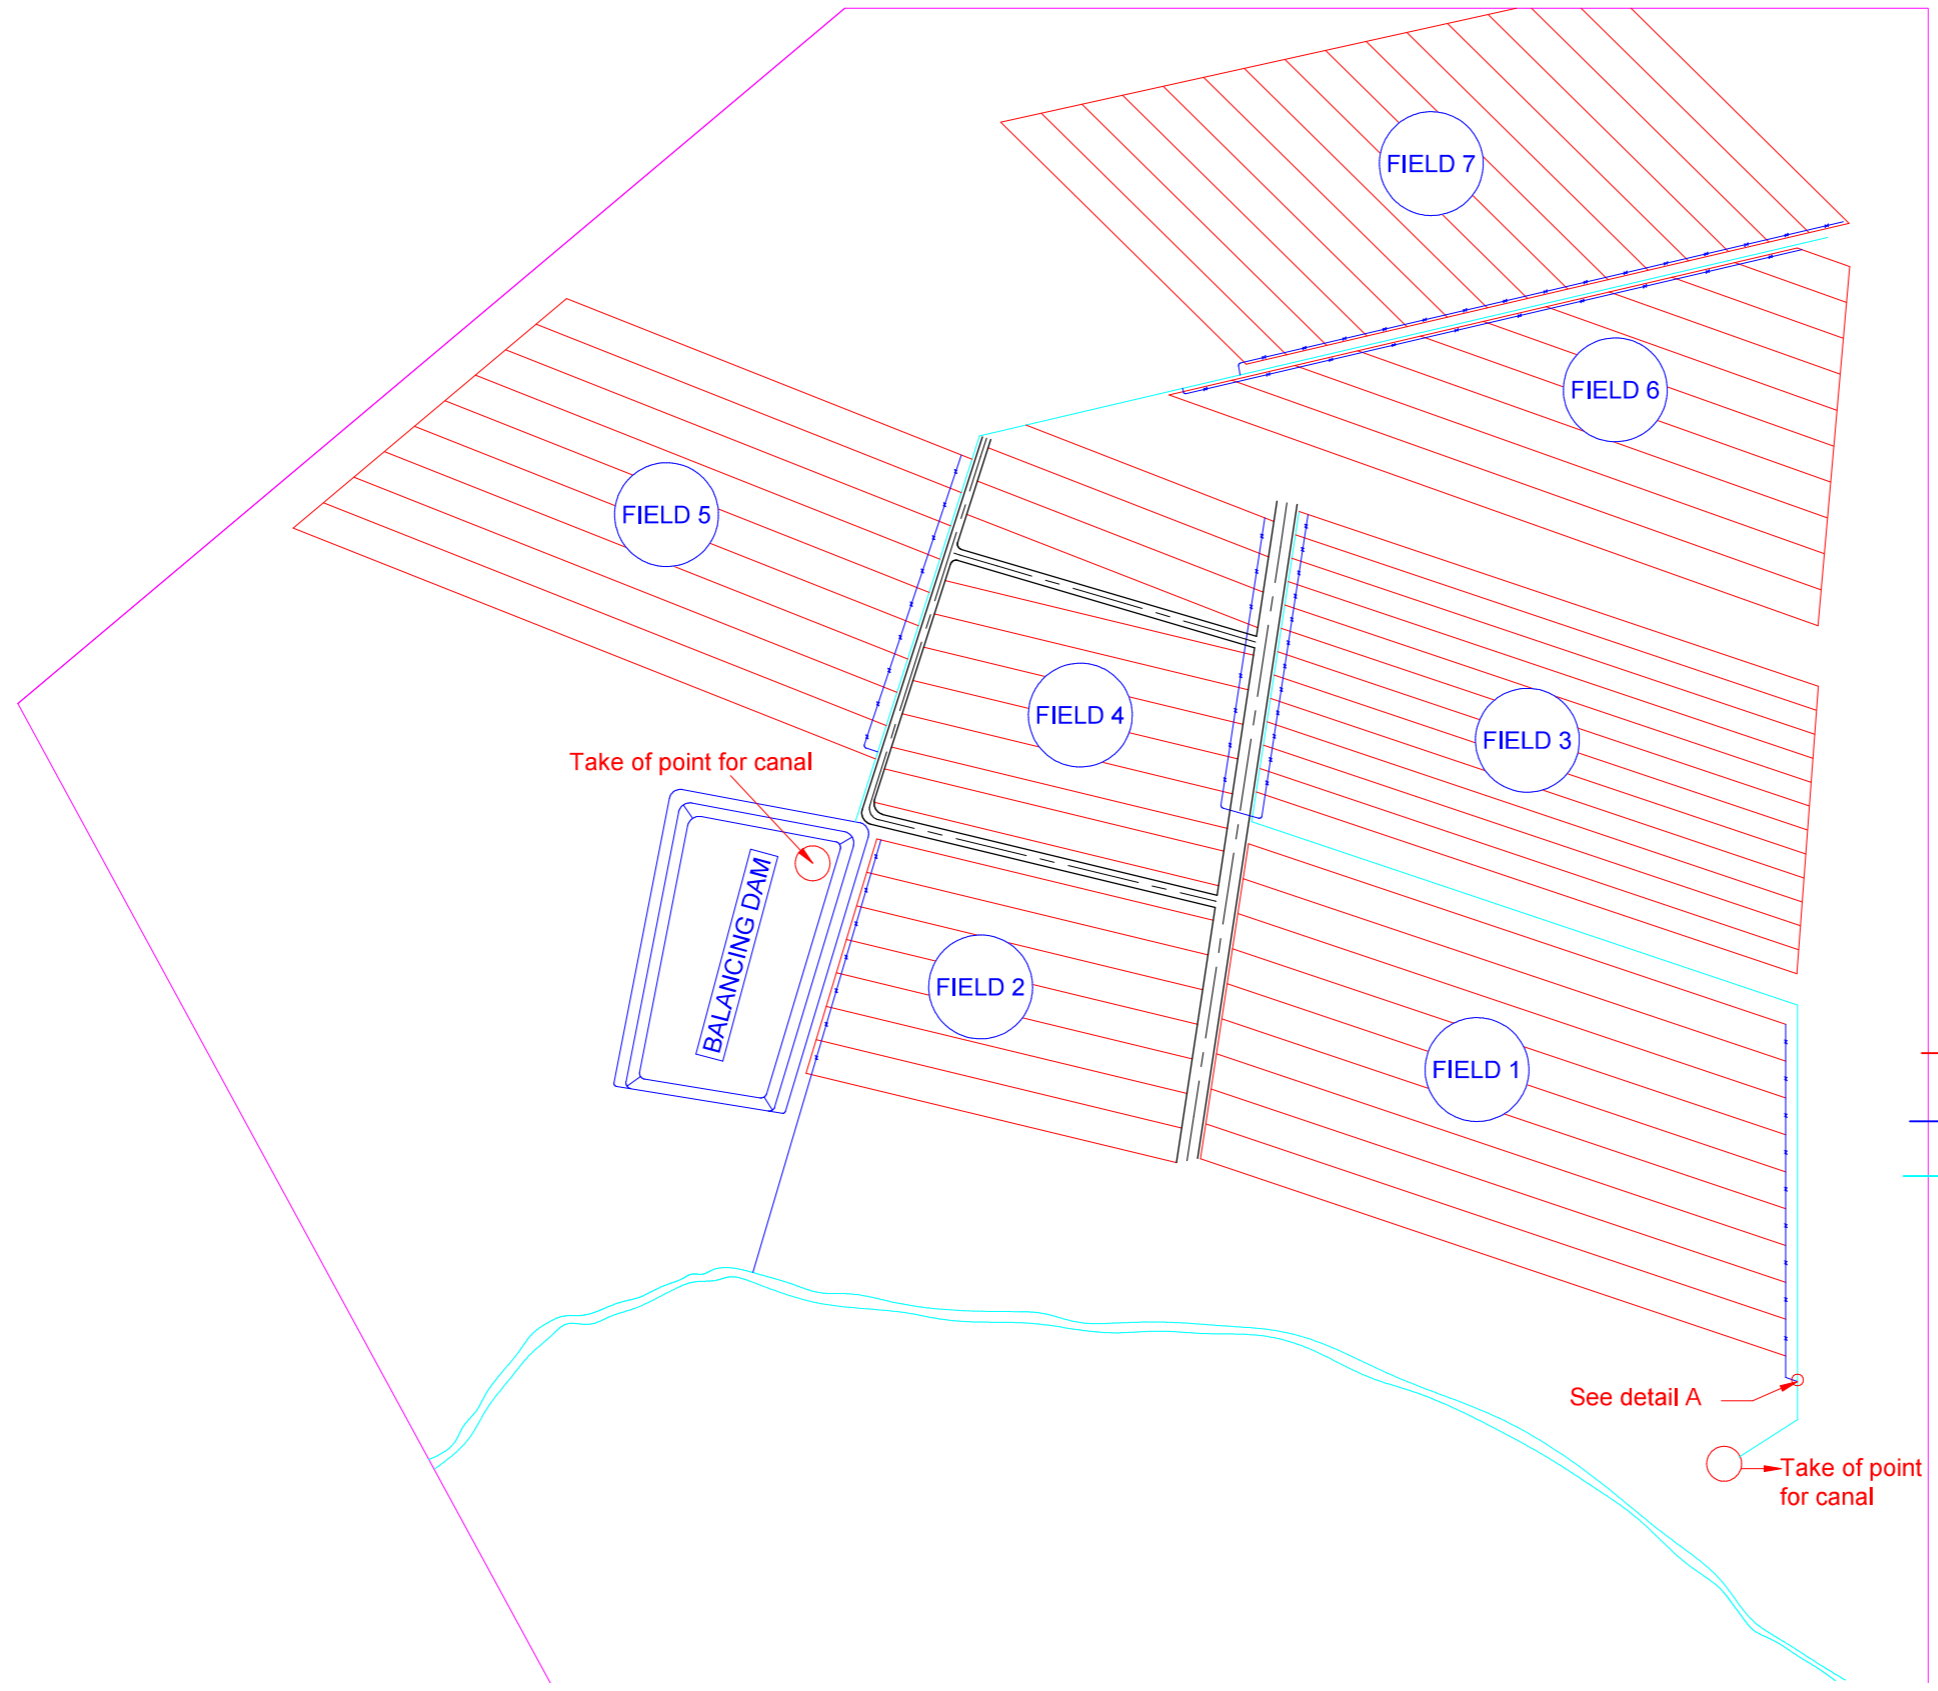 FIELD 7
FIELD 6
FIELD 5
FIELD 4
FIELD 3
Take of point for canal
BALANCING DAM
FIELD 2
FIELD 1
See detail A
Take of point
for canal